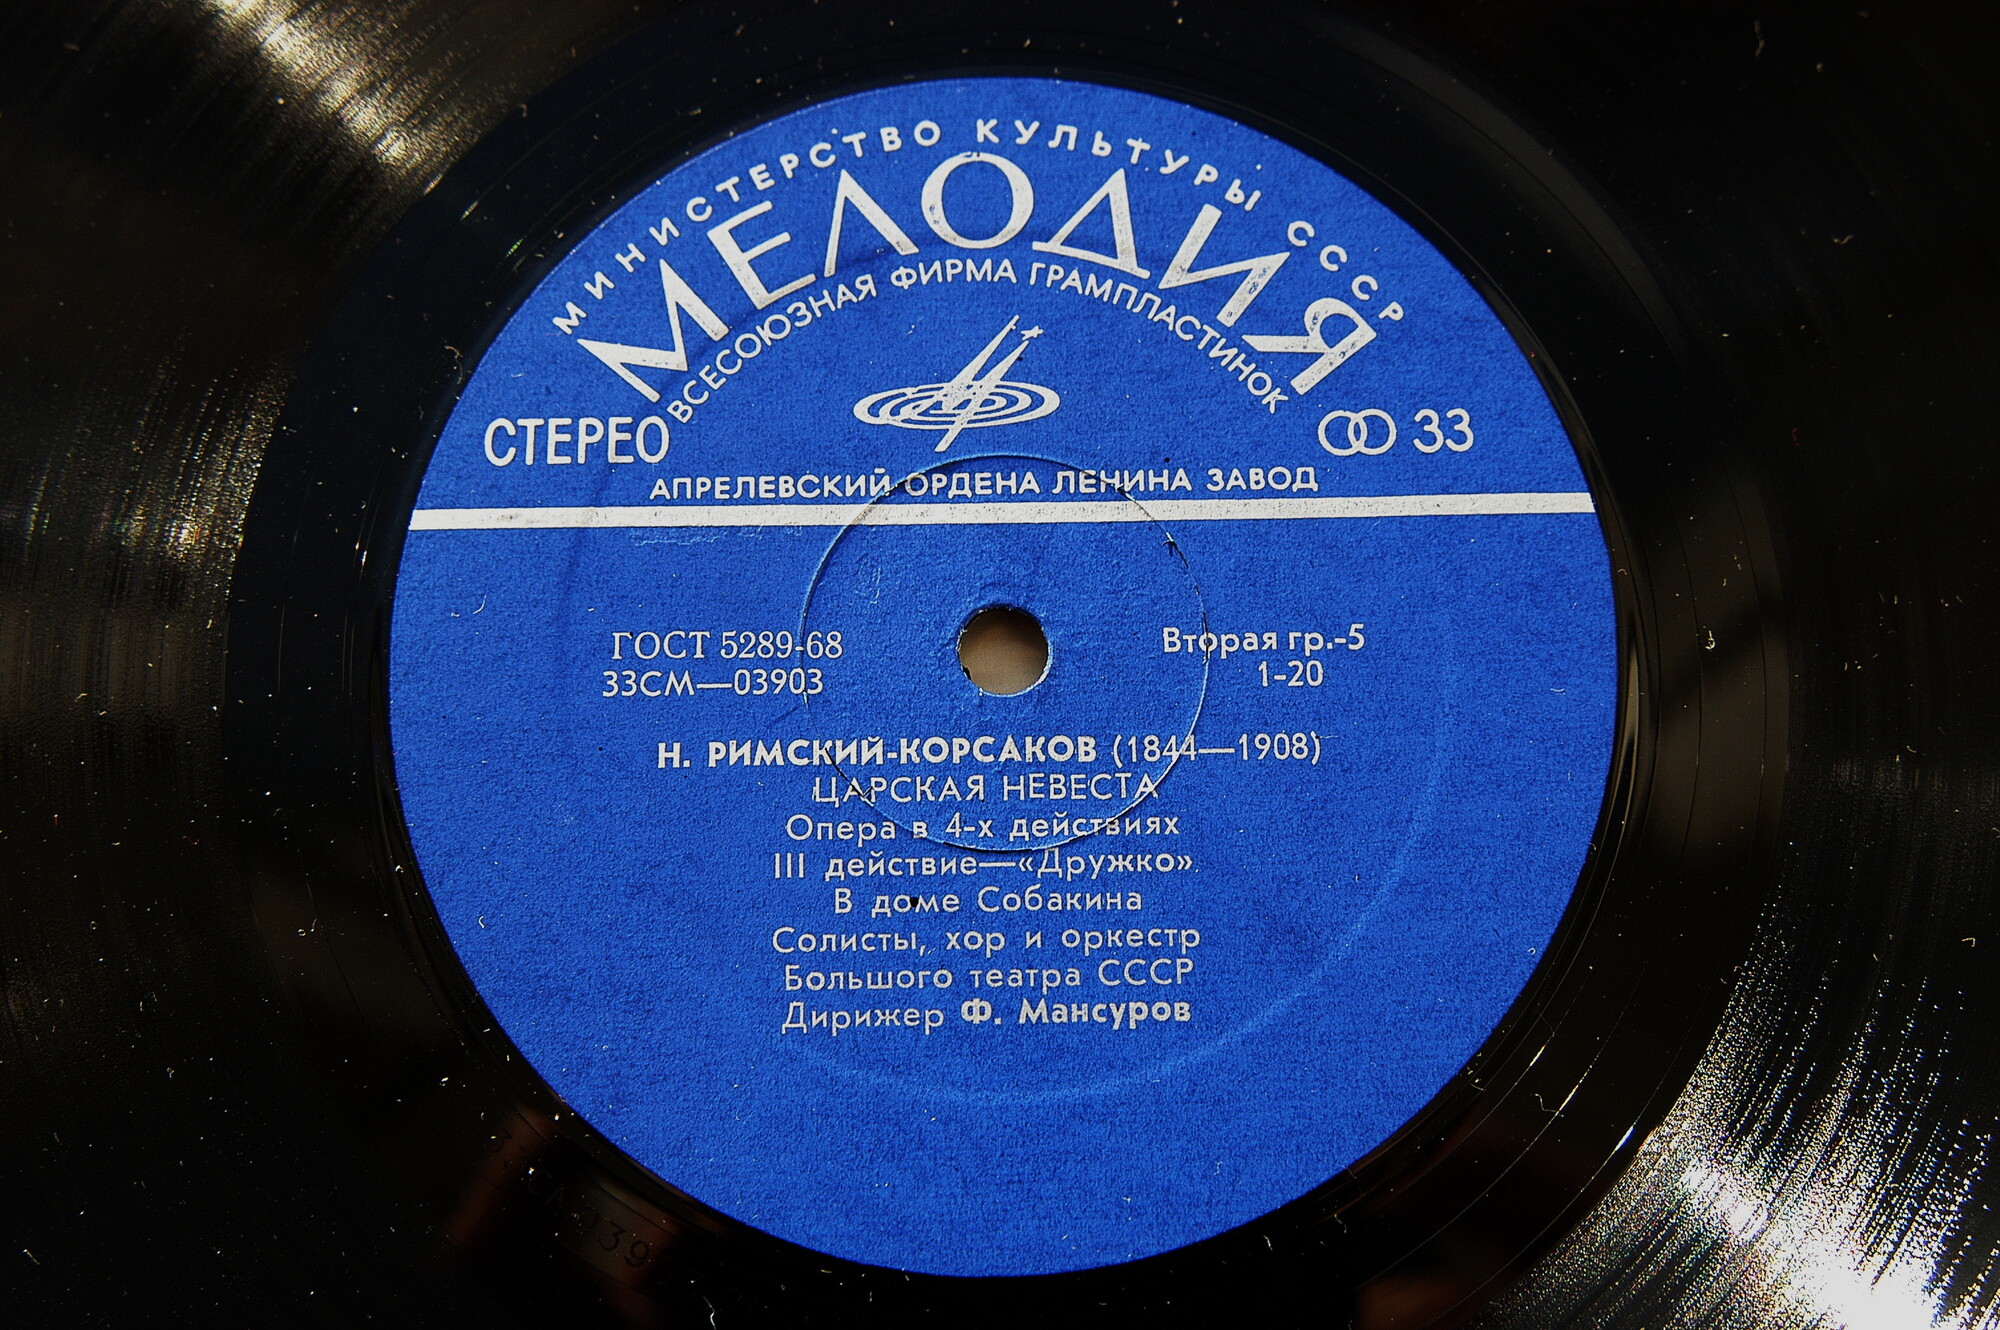 МИНИСТЕРСТВО КУЛЬТУРЫ СССР
МЕЛОДИЯ
ВСЕСОЮЗНАЯ ФИРМА ГРАМПЛАСТИНОК
СТЕРЕО
33
АПРЕЛЕВСКИЙ ОРДЕНА ЛЕНИНА ЗАВОД
ГОСТ 5289-68
33СМ—03903
Вторая гр.-5
1-20
Н. РИМСКИЙ-КОРСАКОВ (1844—1908)
ЦАРСКАЯ НЕВЕСТА
Опера в 4-х действиях
III действие—«Дружко».
В доме Собакина
Солисты, хор и оркестр
Большого театра СССР
Дирижер Ф. Мансуров